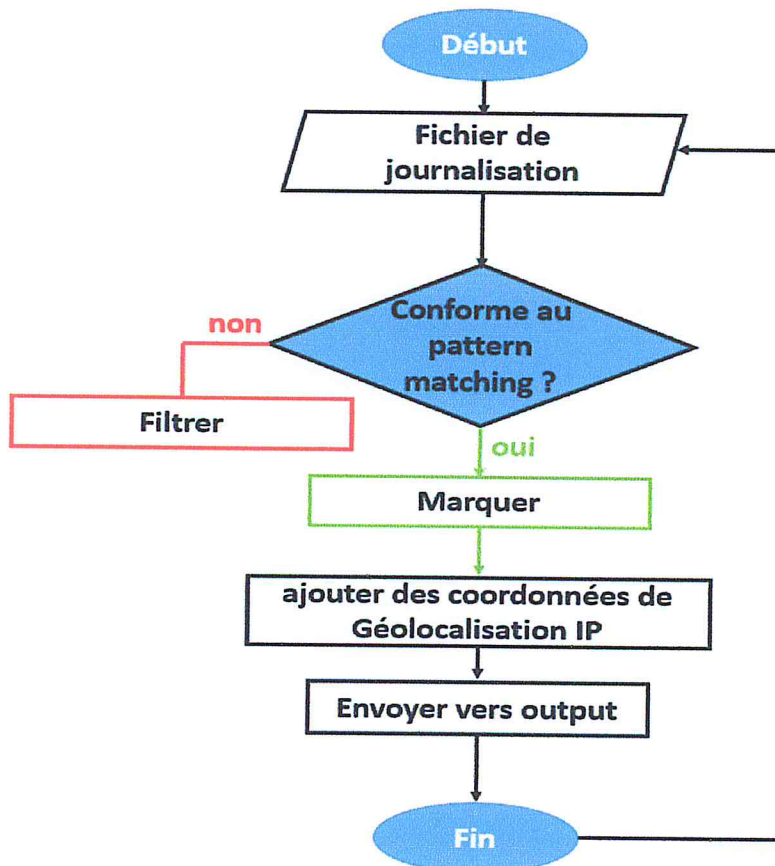 Début
Fichier de
journalisation
Conforme au
pattern
matching ?
non
Filtrer
oui
Marquer
ajouter des coordonnées de
Géolocalisation IP
Envoyer vers output
Fin